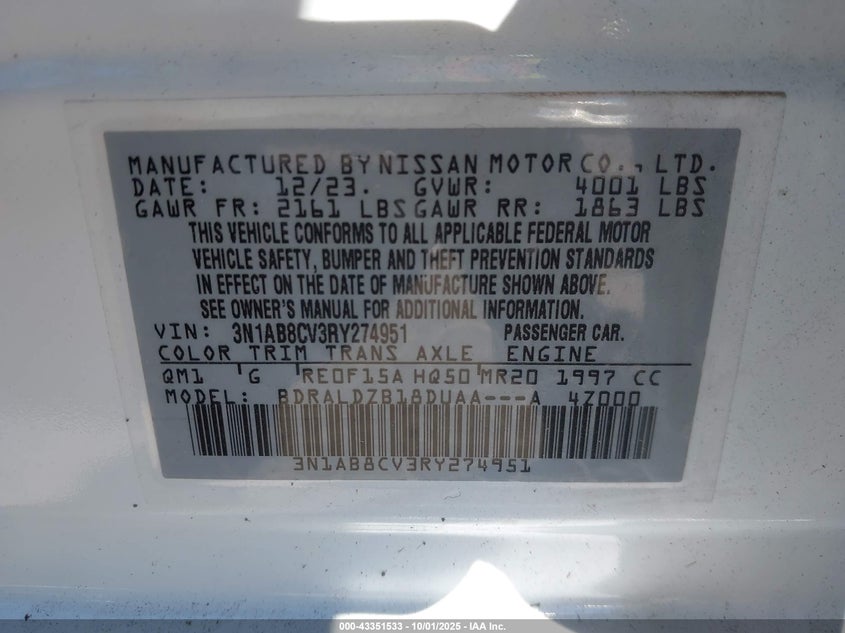 MANUFACTURED BY NISSAN MOTOR CO., LTD.
DATE: 12/23. GVWR: 4001 LBS
GAWR FR: 2161 LBS GAWR RR: 1863 LBS
THIS VEHICLE CONFORMS TO ALL APPLICABLE FEDERAL MOTOR
VEHICLE SAFETY, BUMPER AND THEFT PREVENTION STANDARDS
IN EFFECT ON THE DATE OF MANUFACTURE SHOWN ABOVE.
SEE OWNER'S MANUAL FOR ADDITIONAL INFORMATION.
VIN: 3N1AB8CV3RY274951 PASSENGER CAR.
COLOR TRIM TRANS AXLE ENGINE
QM1 G RE0F15A HQ50 MR20 1997 CC
MODEL: BDRALDZB18DUAA---A 4Z000
3N1AB8CV3RY274951
000-43351533 - 10/01/2025 - IAA Inc.